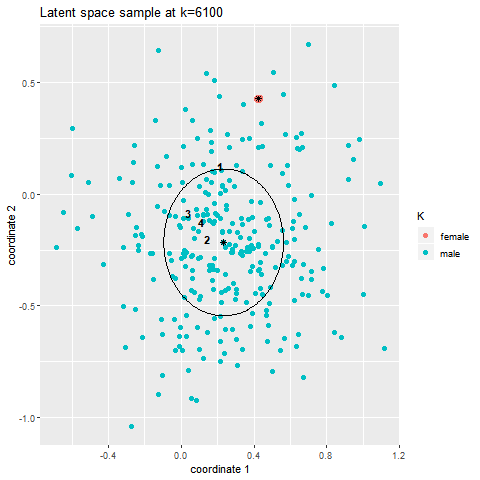 Latent space sample at k=6100
coordinate 2
0.5
0.0
-0.5
-1.0
1
3
4
2
-0.4
0.0
0.4
0.8
1.2
coordinate 1
K
female
male